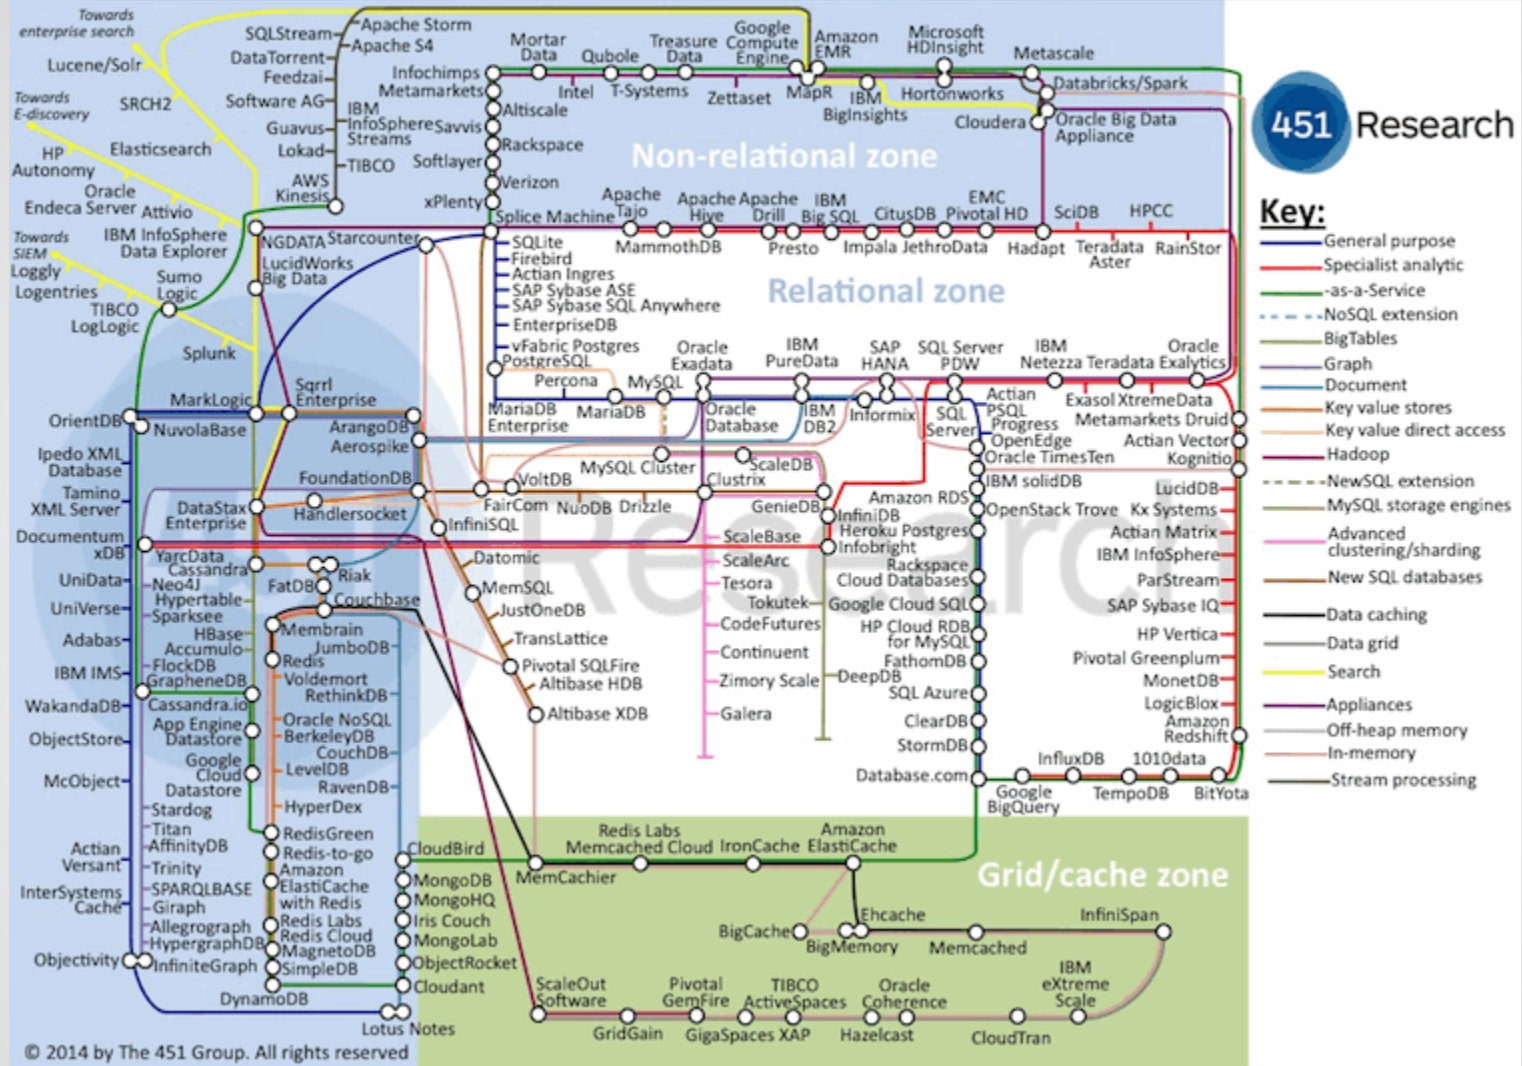 Towards
enterprise search
Lucene/Solr
SRCH2
Towards
E-discovery
HP
Autonomy
Elasticsearch
Oracle
Endeca Server
Attivio
IBM InfoSphere
Data Explorer
Towards
SIEM
Loggly
Logentries
Sumo
Logic
TIBCO
LogLogic
Splunk
SQLStream
DataTorrent
Feedzai
Software AG
Guavus
Lokad
AWS
Kinesis
Apache Storm
Apache S4
IBM
InfoSphere
Streams
TIBCO
Infochimps
Metamarkets
Altiscale
Savvis
Rackspace
Softlayer
Verizon
xPlenty
Mortar
Data
Intel
Qubole
T-Systems
Treasure
Data
Zettaset
Google
Compute
Engine
Amazon
EMR
MapR
IBM
BigInsights
Microsoft
HDInsight
Hortonworks
Metascale
Databricks/Spark
Cloudera
Oracle Big Data
Appliance
Non-relational zone
Splice Machine
Apache
Tajo
MammothDB
Apache
Hive
Apache
Drill
Presto
IBM
Big SQL
Impala
CitusDB
JethroData
EMC
Pivotal HD
Hadapt
SciDB
Teradata
Aster
HPCC
RainStor
NGDATA
Starcounter
LucidWorks
Big Data
SQLite
Firebird
Actian Ingres
SAP Sybase ASE
SAP Sybase SQL Anywhere
EnterpriseDB
vFabric Postgres
PostgreSQL
Relational zone
Percona
MariaDB
Enterprise
MariaDB
MySQL
Oracle
Exadata
Oracle
Database
IBM
PureData
IBM
DB2
SAP
HANA
Informix
SQL Server
PDW
SQL
Server
Actian
PSQL
Progress
OpenEdge
IBM
Netezza
Teradata
Oracle
Exalytics
Exasol
XtremeData
Metamarkets Druid
Actian Vector
Kognitio
LucidDB
Kx Systems
Actian Matrix
IBM InfoSphere
ParStream
SAP Sybase IQ
HP Vertica
Pivotal Greenplum
MonetDB
LogicBlox
Amazon
Redshift
Oracle TimesTen
IBM solidDB
Amazon RDS
OpenStack Trove
Heroku Postgres
Rackspace
Cloud Databases
Google Cloud SQL
HP Cloud RDB
for MySQL
FathomDB
SQL Azure
ClearDB
StormDB
Database.com
Google
BigQuery
InfluxDB
TempoDB
1010data
BitYota
MarkLogic
Sqrrl
Enterprise
OrientDB
NuvolaBase
ArangoDB
Aerospike
Ipedo XML
Database
Tamino
XML Server
Documentum
xDB
UniData
UniVerse
Adabas
IBM IMS
WakandaDB
ObjectStore
McObject
Actian
Versant
InterSystems
Caché
Objectivity
FoundationDB
DataStax
Enterprise
Handlersocket
YarcData
Cassandra
Neo4J
Hypertable
Sparksee
HBase
Accumulo
FlockDB
GrapheneDB
Cassandra.io
App Engine
Datastore
Google
Cloud
Datastore
Stardog
Titan
AffinityDB
Trinity
SPARQLBASE
Giraph
Allegrograph
HypergraphDB
InfiniteGraph
Riak
FatDB
Couchbase
Membrain
JumboDB
Redis
Voldemort
RethinkDB
Oracle NoSQL
BerkeleyDB
CouchDB
LevelDB
RavenDB
HyperDex
RedisGreen
Redis-to-go
Amazon
ElastiCache
with Redis
Redis Labs
Redis Cloud
MagnetoDB
SimpleDB
DynamoDB
CloudBird
MongoDB
MongoHQ
Iris Couch
MongoLab
ObjectRocket
Cloudant
Lotus Notes
MySQL Cluster
ScaleDB
VoltDB
Clustrix
FairCom
NuoDB
Drizzle
GenieDB
InfiniDB
Infobright
InfiniSQL
Datomic
MemSQL
JustOneDB
TransLattice
Pivotal SQLFire
Altibase HDB
Altibase XDB
ScaleBase
ScaleArc
Tesora
Tokutek
CodeFutures
Continuent
Zimory Scale
DeepDB
Galera
Research
MemCachier
Redis Labs
Memcached Cloud
IronCache
Amazon
ElastiCache
Grid/cache zone
BigCache
BigMemory
Ehcache
Memcached
InfiniSpan
IBM
eXtreme
Scale
ScaleOut
Software
GridGain
Pivotal
GemFire
GigaSpaces XAP
TIBCO
ActiveSpaces
Hazelcast
Oracle
Coherence
CloudTran
© 2014 by The 451 Group. All rights reserved
451 Research
Key:
General purpose
Specialist analytic
-as-a-Service
NoSQL extension
BigTables
Graph
Document
Key value stores
Key value direct access
Hadoop
NewSQL extension
MySQL storage engines
Advanced
clustering/sharding
New SQL databases
Data caching
Data grid
Search
Appliances
Off-heap memory
In-memory
Stream processing